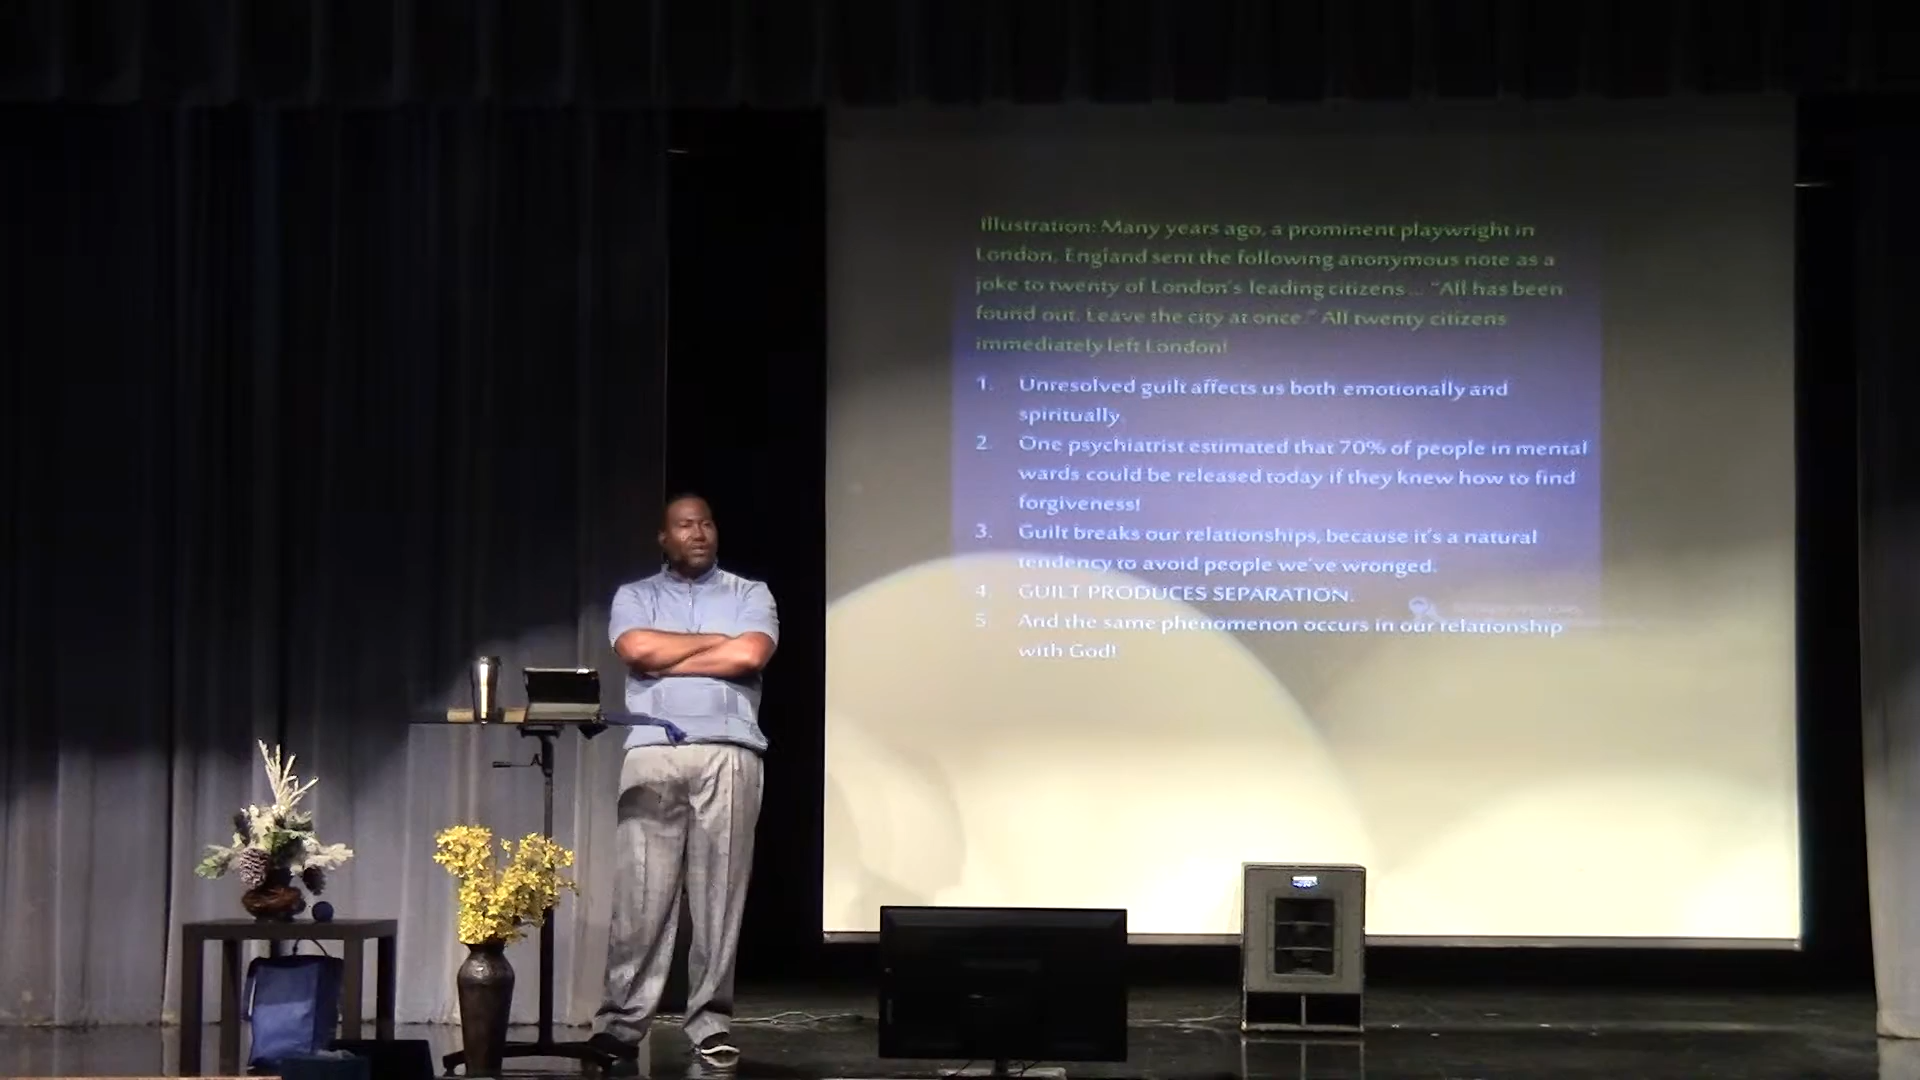 Illustration: Many years ago, a prominent playwright in
London, England sent the following anonymous note as a
joke to twenty of London's leading citizens... "All has been
found out. Leave the city at once." All twenty citizens
immediately left London!
1. Unresolved guilt affects us both emotionally and
spiritually.
2. One psychiatrist estimated that 70% of people in mental
wards could be released today if they knew how to find
forgiveness!
3. Guilt breaks our relationships, because it's a natural
tendency to avoid people we've wronged.
4. GUILT PRODUCES SEPARATION.
5. And the same phenomenon occurs in our relationship
with God!